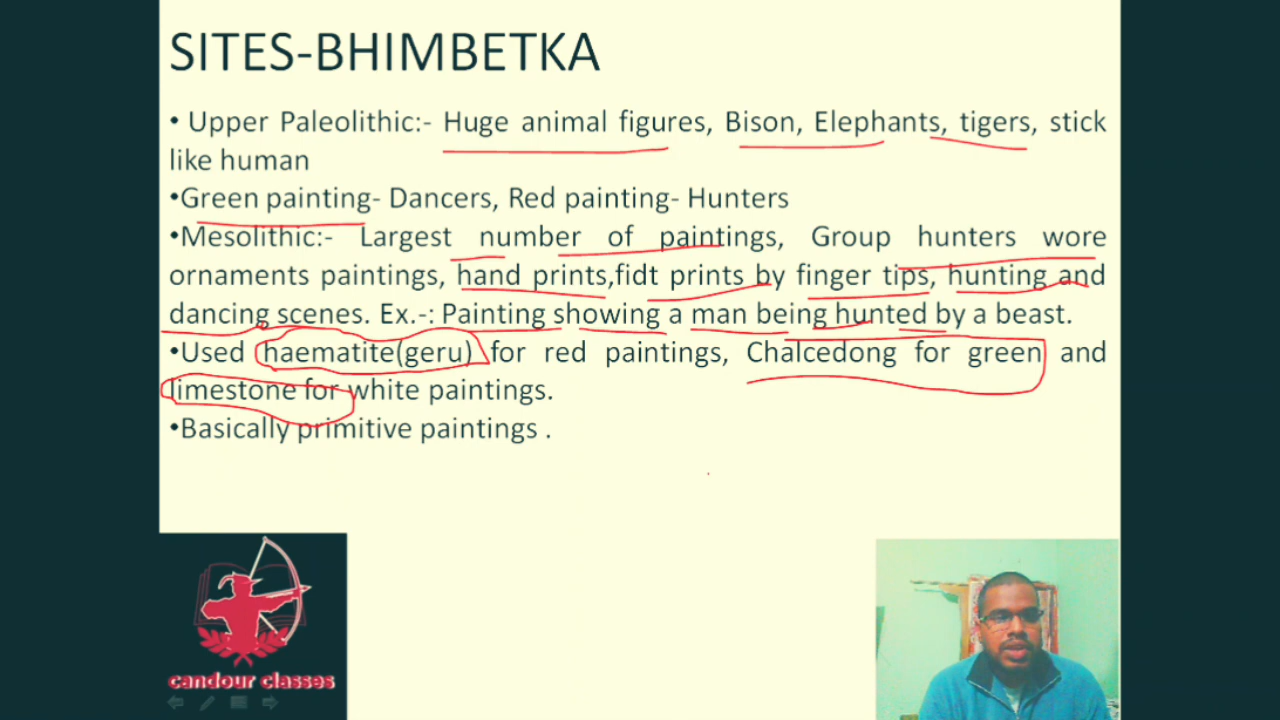 SITES-BHIMBETKA
• Upper Paleolithic:- Huge animal figures, Bison, Elephants, tigers, stick
like human
•Green painting- Dancers, Red painting- Hunters
•Mesolithic:- Largest number of paintings, Group hunters wore
ornaments paintings, hand prints,fidt prints by finger tips, hunting and
dancing scenes. Ex.-: Painting showing a man being hunted by a beast.
•Used haematite(geru) for red paintings, Chalcedong for green and
limestone for white paintings.
•Basically primitive paintings .
candour classes